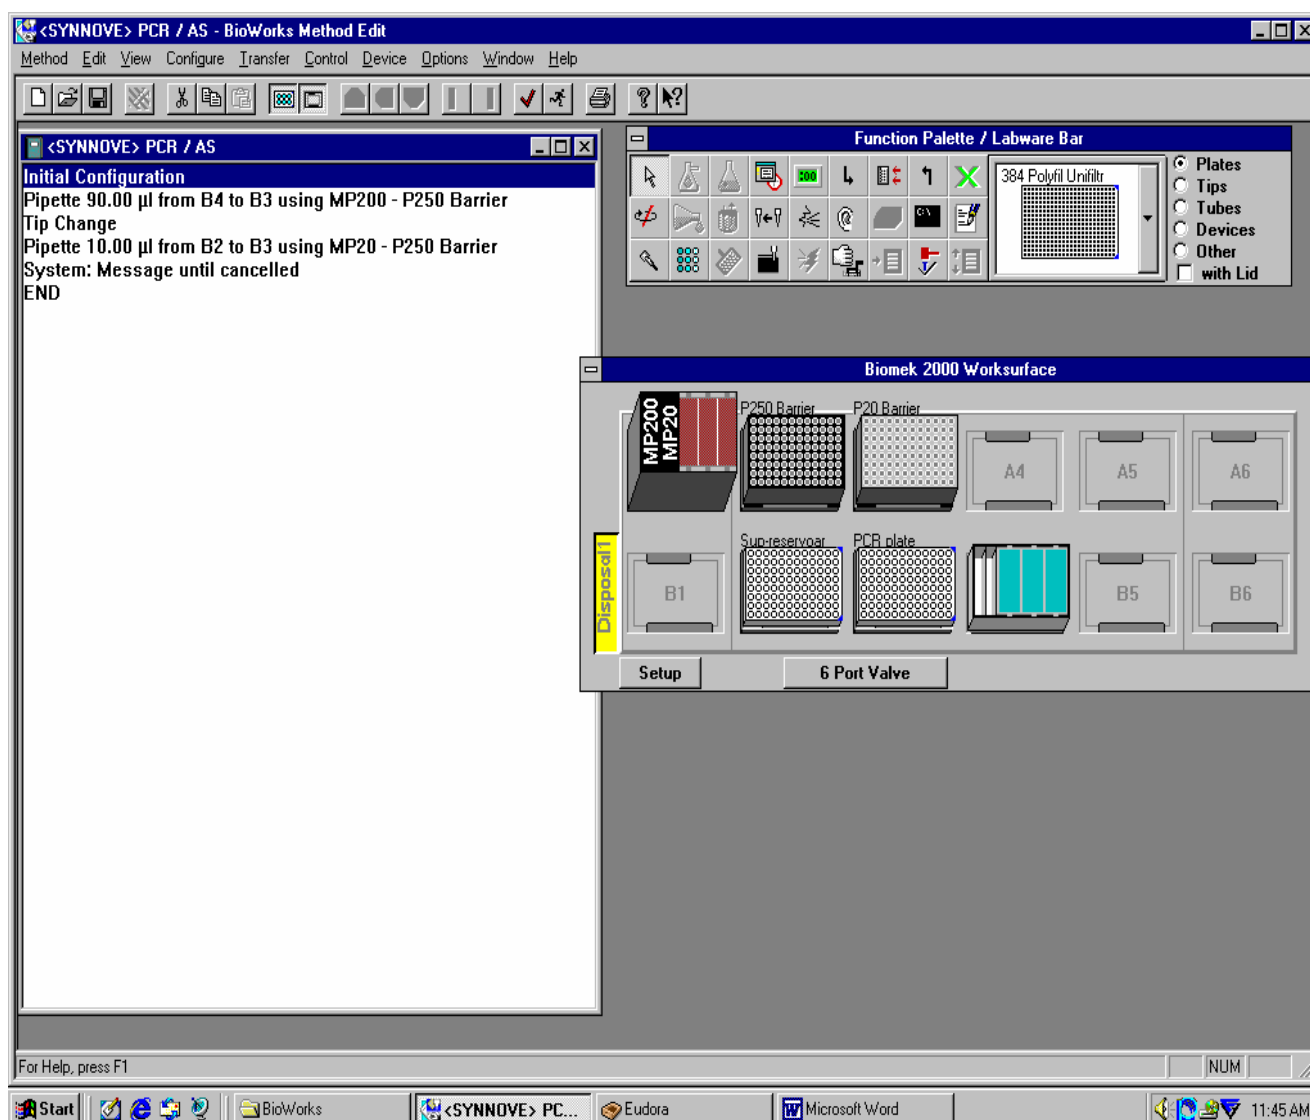 <SYNNOVE> PCR / AS - BioWorks Method Edit
Method Edit View Configure Transfer Control Device Options Window Help
<SYNNOVE> PCR / AS
Initial Configuration
Pipette 90.00 µl from B4 to B3 using MP200 - P250 Barrier
Tip Change
Pipette 10.00 µl from B2 to B3 using MP20 - P250 Barrier
System: Message until cancelled
END
Function Palette / Labware Bar
384 Polyfil Unifiltr
Plates
Tips
Tubes
Devices
Other
with Lid
Biomek 2000 Worksurface
MP200
MP20
P250 Barrier
P20 Barrier
A4
A5
A6
Disposal1
B1
Sup-reservoar
PCR plate
B5
B6
Setup
6 Port Valve
For Help, press F1
NUM
Start
BioWorks
<SYNNOVE> PC...
Eudora
Microsoft Word
11:45 AM